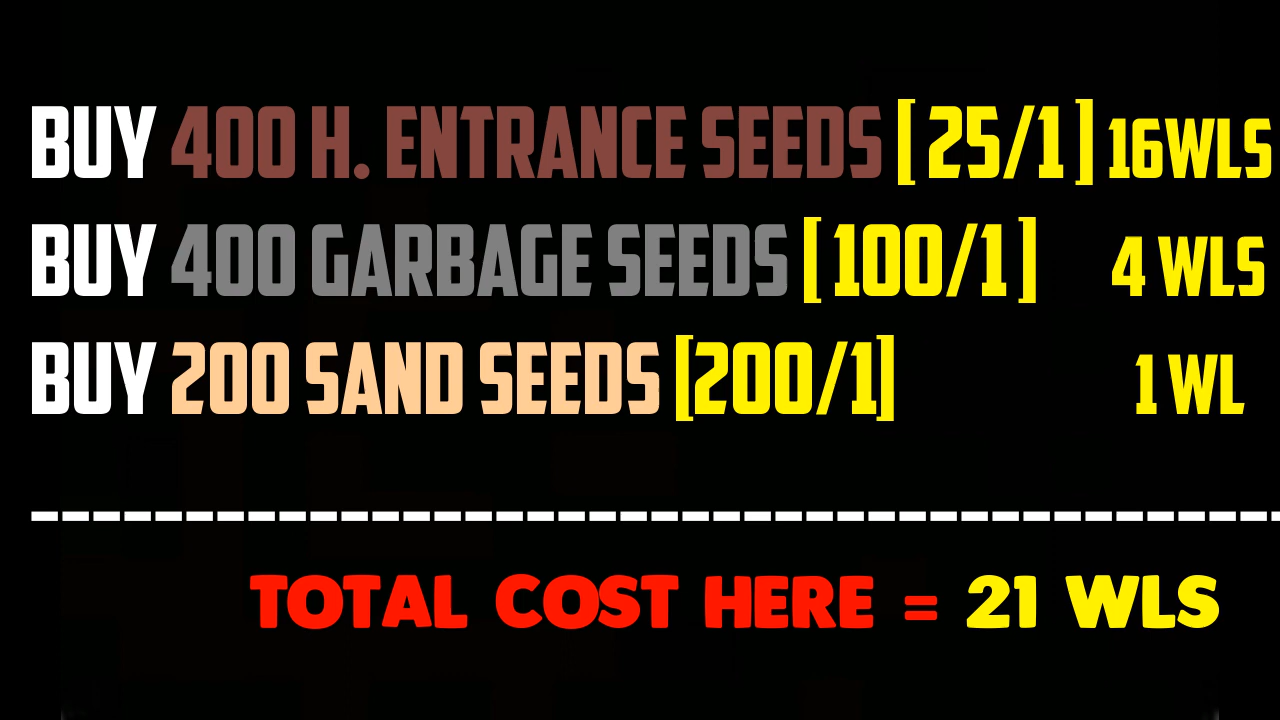 BUY 400 H. ENTRANCE SEEDS [ 25/1 ] 16WLS
BUY 400 GARBAGE SEEDS [ 100/1 ] 4 WLS
BUY 200 SAND SEEDS [200/1] 1 WL
TOTAL COST HERE = 21 WLS